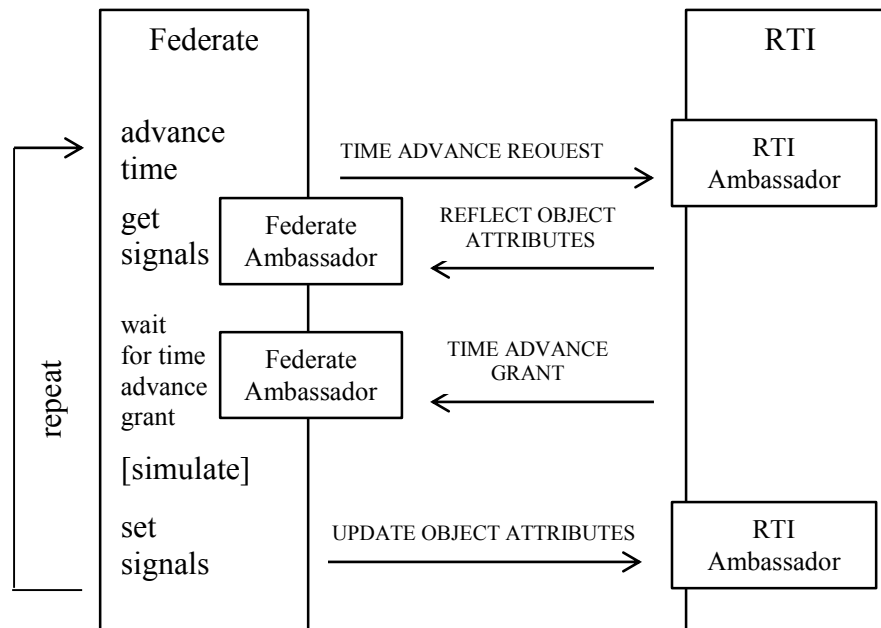 Federate
RTI
advance
time
TIME ADVANCE REOUEST
RTI
Ambassador
get
signals
Federate
Ambassador
REFLECT OBJECT
ATTRIBUTES
wait
for time
advance
grant
Federate
Ambassador
TIME ADVANCE
GRANT
repeat
[simulate]
set
signals
UPDATE OBJECT ATTRIBUTES
RTI
Ambassador